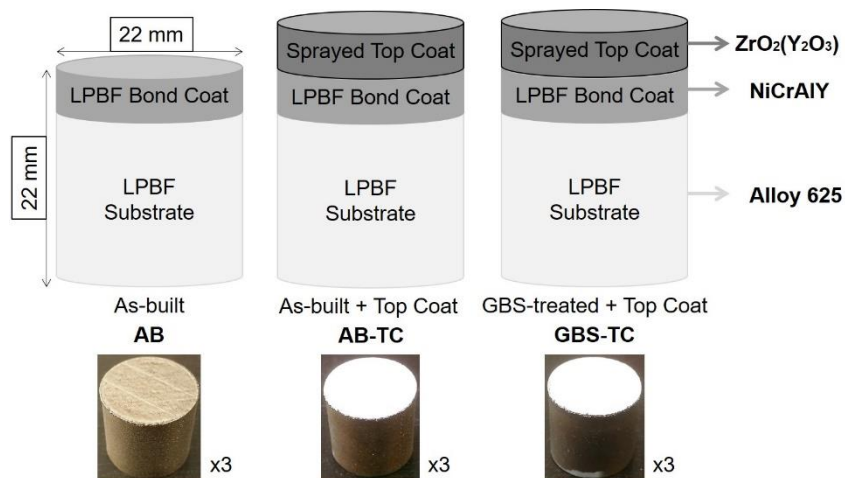 22 mm
22 mm
LPBF Bond Coat
LPBF
Substrate
As-built
AB
x3
Sprayed Top Coat
LPBF Bond Coat
LPBF
Substrate
As-built + Top Coat
AB-TC
x3
Sprayed Top Coat
LPBF Bond Coat
LPBF
Substrate
GBS-treated + Top Coat
GBS-TC
x3
ZrO₂(Y₂O₃)
NiCrAlY
Alloy 625